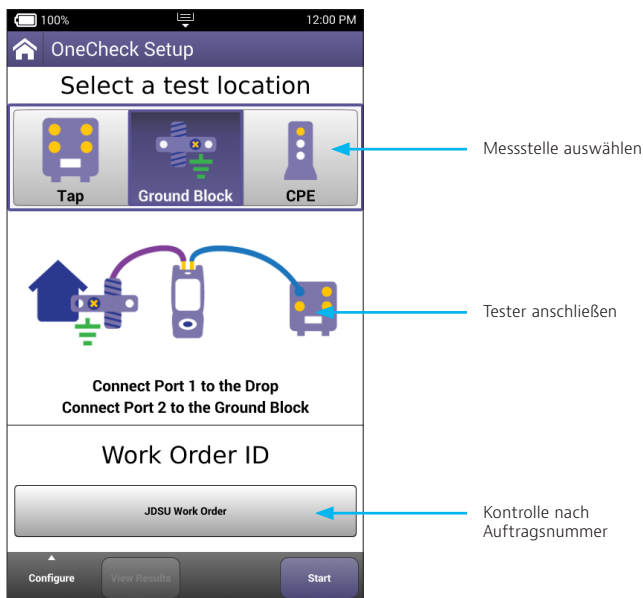 100%
12:00 PM
OneCheck Setup
Select a test location
Tap
Ground Block
CPE
Messstelle auswählen
Tester anschließen
Connect Port 1 to the Drop
Connect Port 2 to the Ground Block
Work Order ID
JDSU Work Order
Kontrolle nach
Auftragsnummer
Configure
View Results
Start